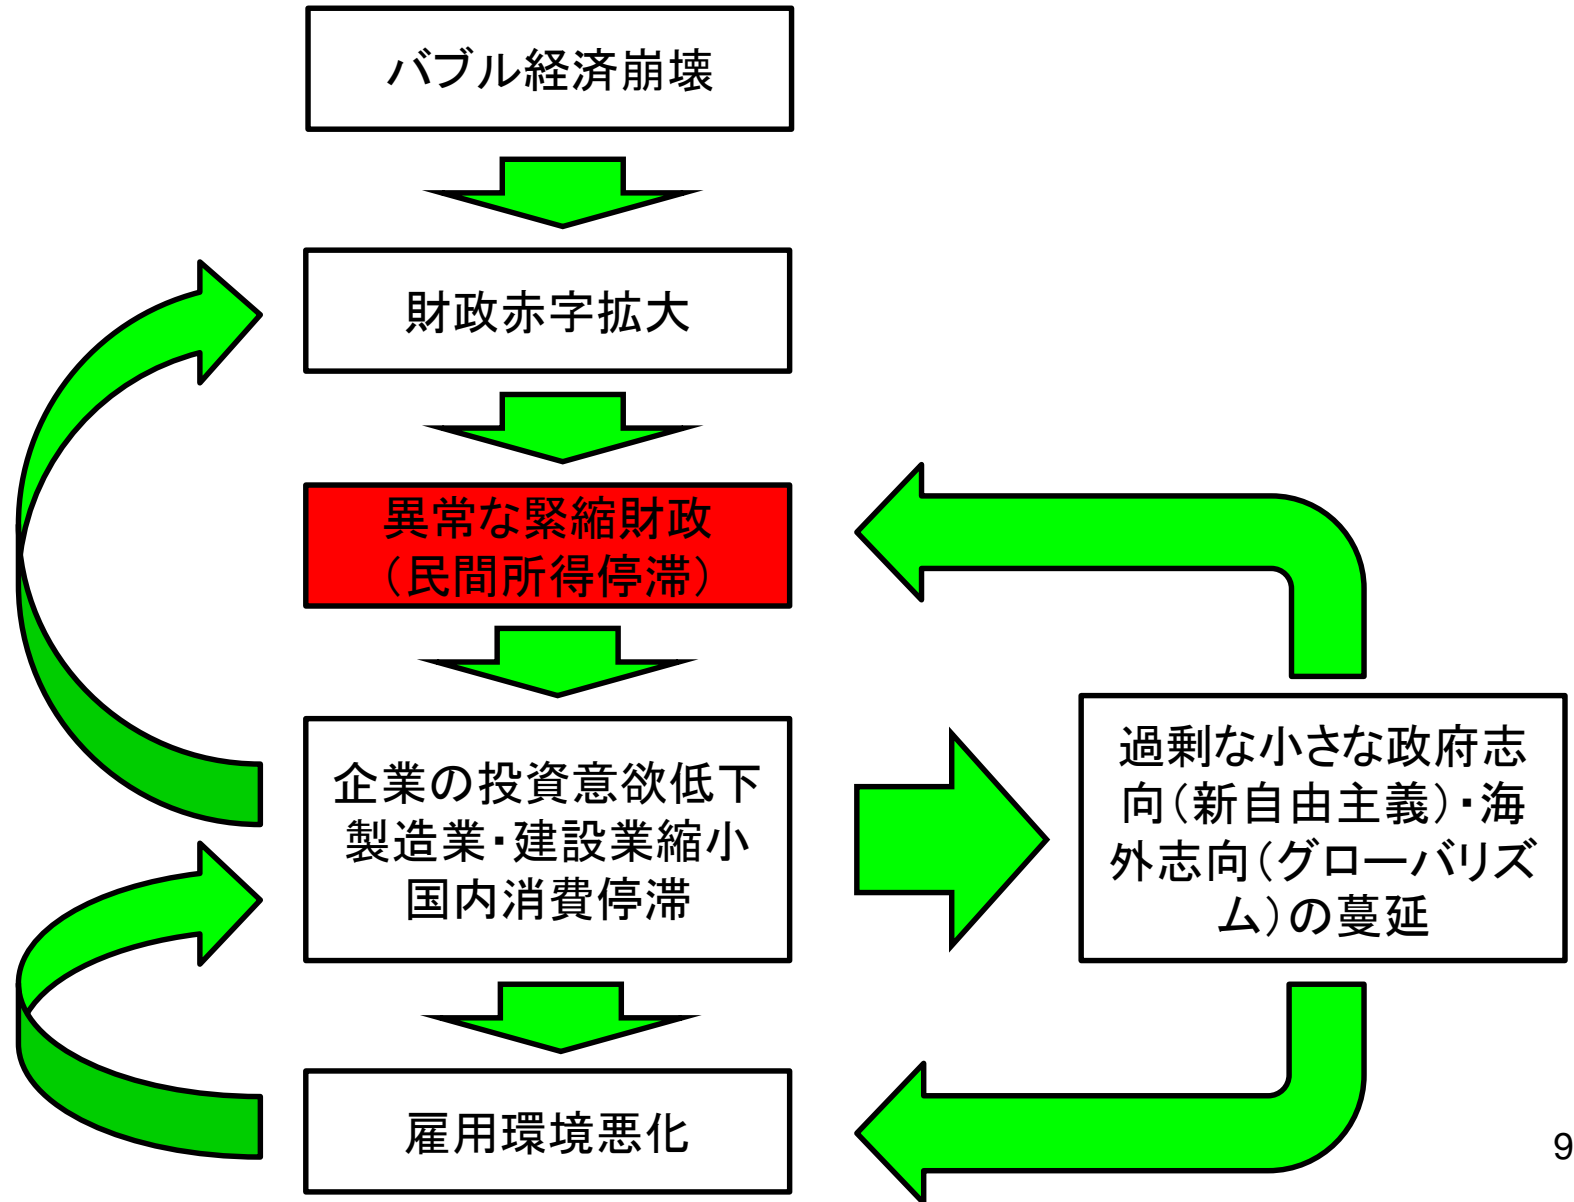 バブル経済崩壊
財政赤字拡大
異常な緊縮財政
（民間所得停滞）
企業の投資意欲低下
製造業・建設業縮小
国内消費停滞
過剰な小さな政府志
向（新自由主義）・海
外志向（グローバリズ
ム）の蔓延
雇用環境悪化
9